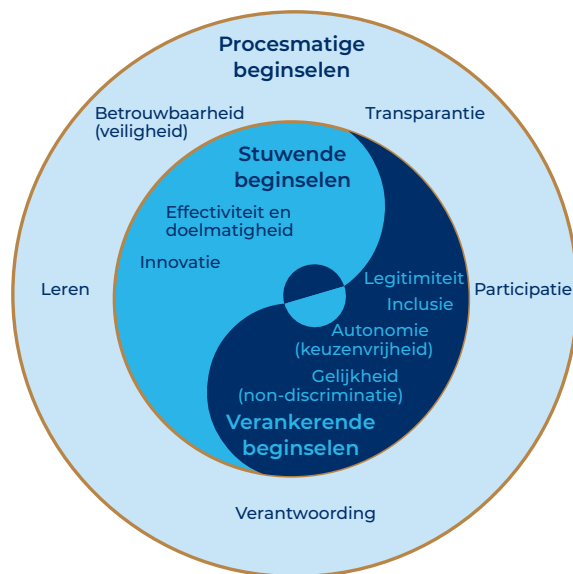 Procesmatige
beginselen
Betrouwbaarheid
(veiligheid)
Transparantie
Stuwende
beginselen
Effectiviteit en
doelmatigheid
Innovatie
Leren
Legitimiteit
Inclusie
Participatie
Autonomie
(keuzenvrijheid)
Gelijkheid
(non-discriminatie)
Verankerende
beginselen
Verantwoording